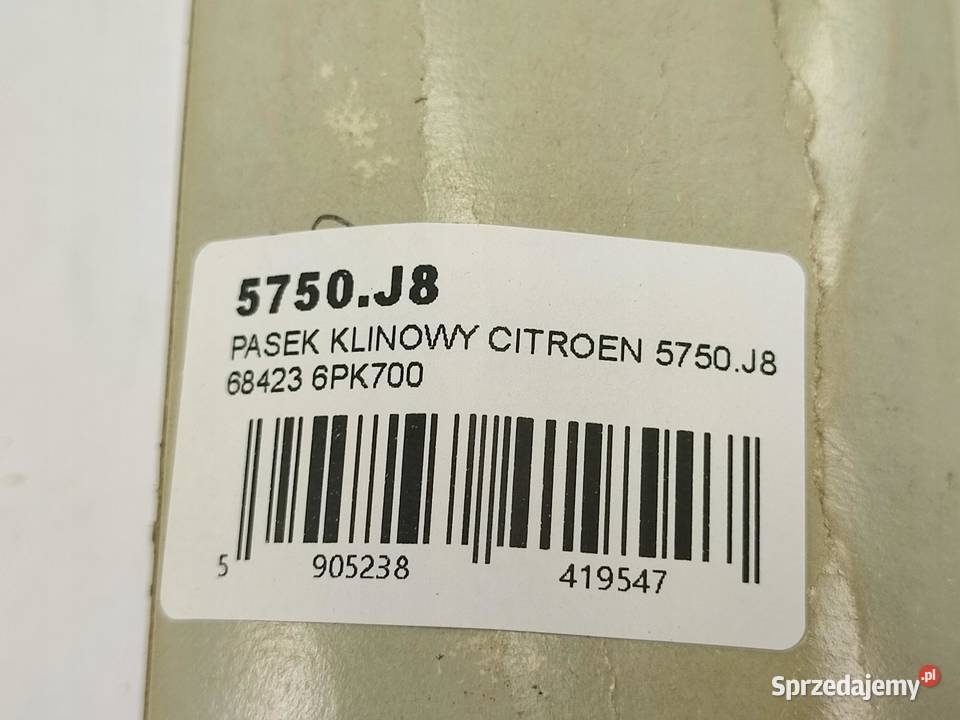 5750.J8
PASEK KLINOWY CITROEN 5750.J8
68423 6PK700
5 905238 419547
Sprzedajemy.pl